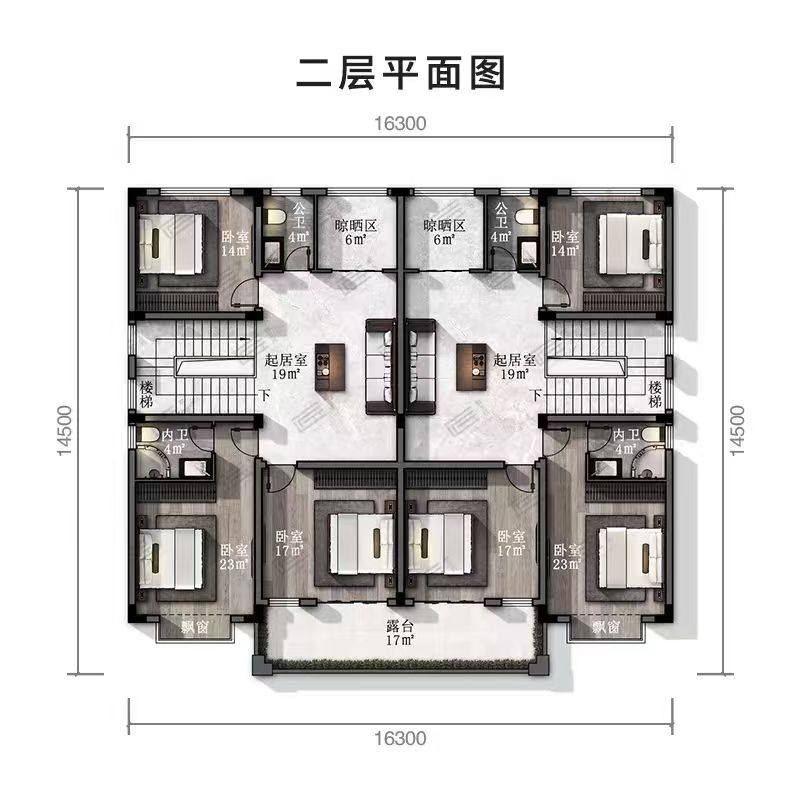 二层平面图
16300
公卫
4㎡
晾晒区
6㎡
晾晒区
6㎡
公卫
4㎡
卧室
14㎡
卧室
14㎡
起居室
19㎡
起居室
19㎡
楼梯
下
下
楼梯
14500
14500
内卫
4㎡
内卫
4㎡
卧室
23㎡
卧室
17㎡
卧室
17㎡
卧室
23㎡
飘窗
露台
17㎡
飘窗
16300